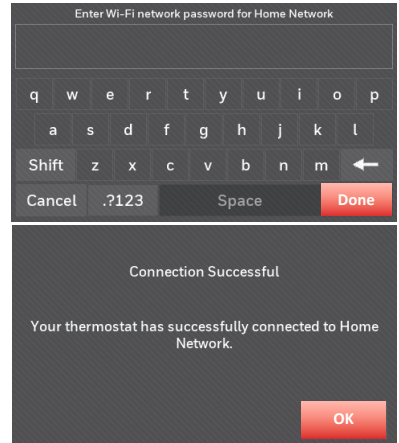 Enter Wi-Fi network password for Home Network
q w e r t y u i o p
a s d f g h j k l
Shift z x c v b n m
Cancel .?123 Space Done
Connection Successful
Your thermostat has successfully connected to Home
Network.
OK